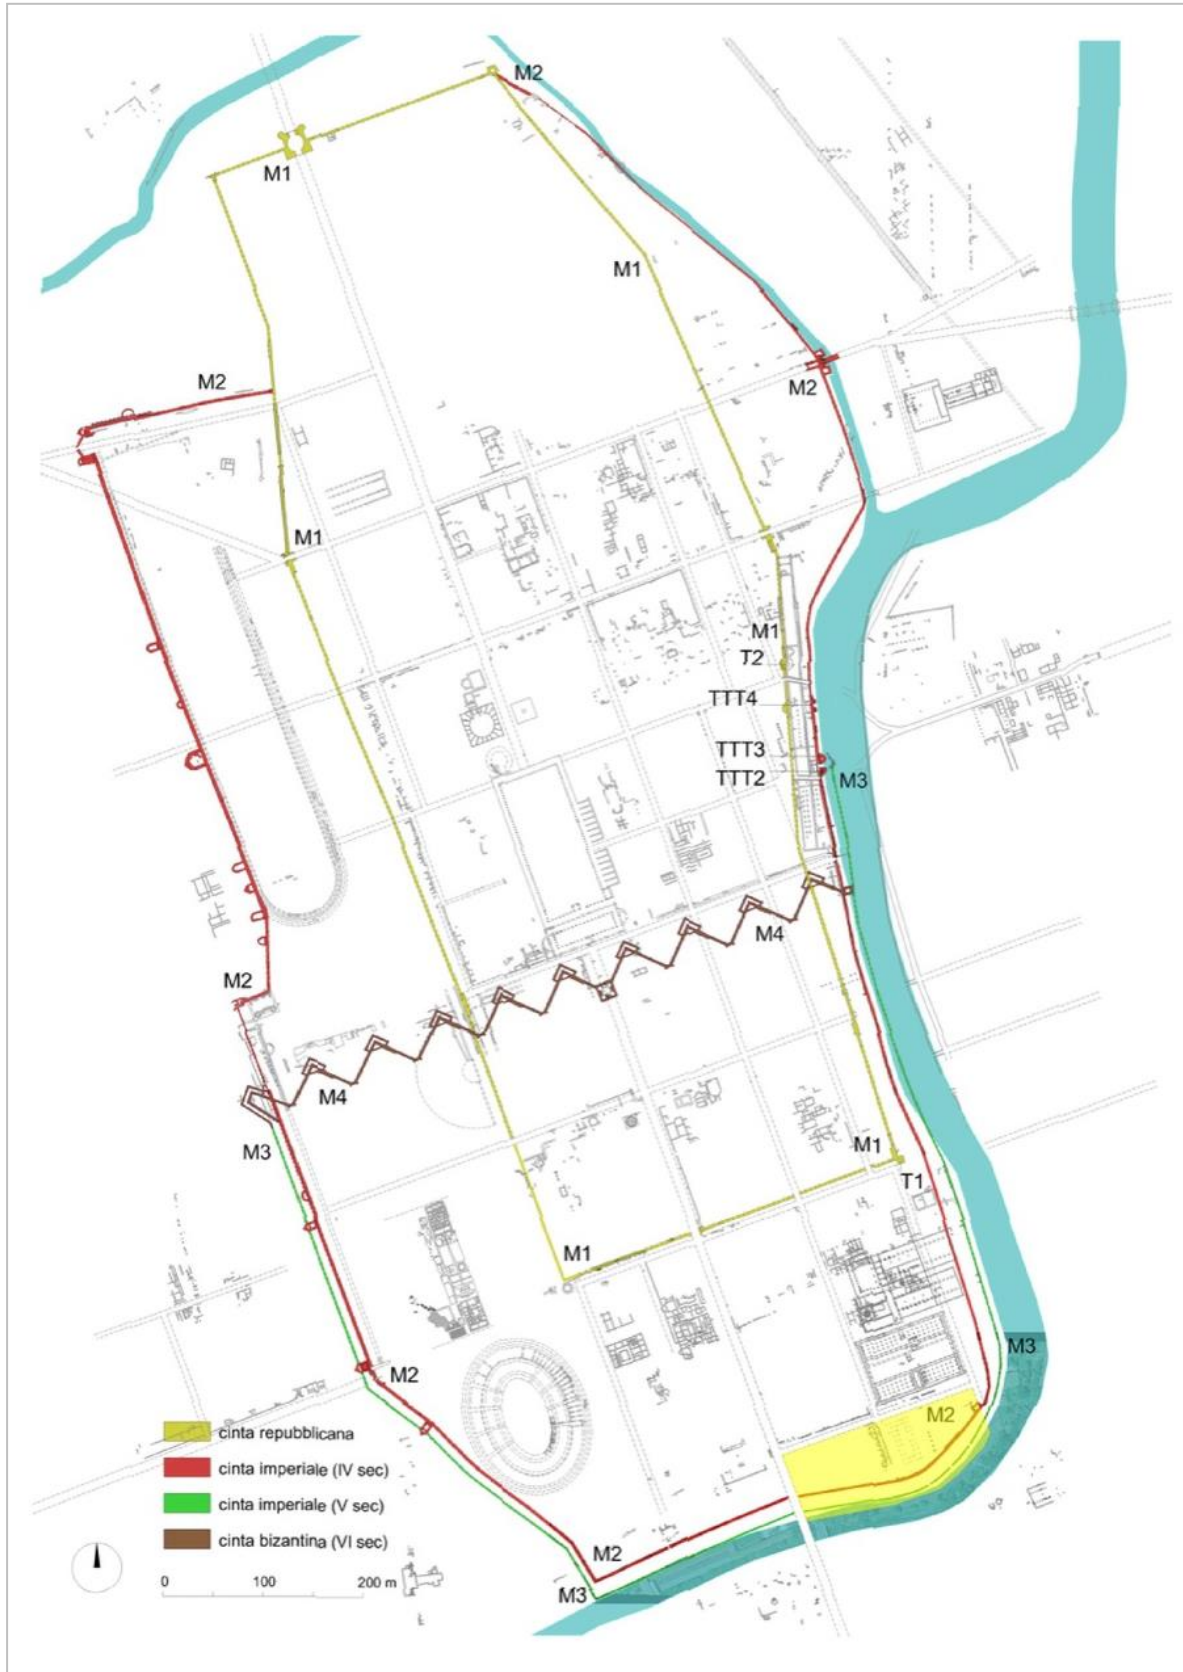 M2
M1
M1
M2
M2
M1
M1
T2
TTT4
TTT3
TTT2
M3
M4
M2
M4
M3
M1
T1
M1
M3
M2
M2
cinta repubblicana
cinta imperiale (IV sec)
cinta imperiale (V sec)
cinta bizantina (VI sec)
M2
M3
0 100 200 m